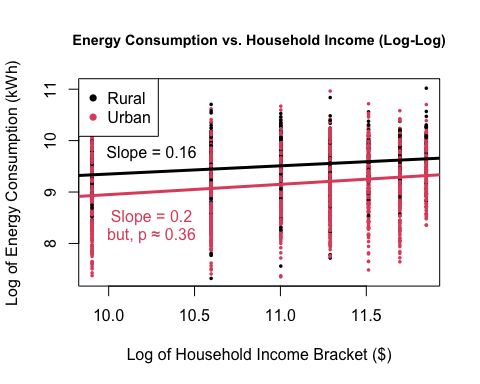 Energy Consumption vs. Household Income (Log-Log)
Log of Energy Consumption (kWh)
11
10
9
8
Rural
Urban
Slope = 0.16
Slope = 0.2
but, p ≈ 0.36
10.0 10.5 11.0 11.5
Log of Household Income Bracket ($)